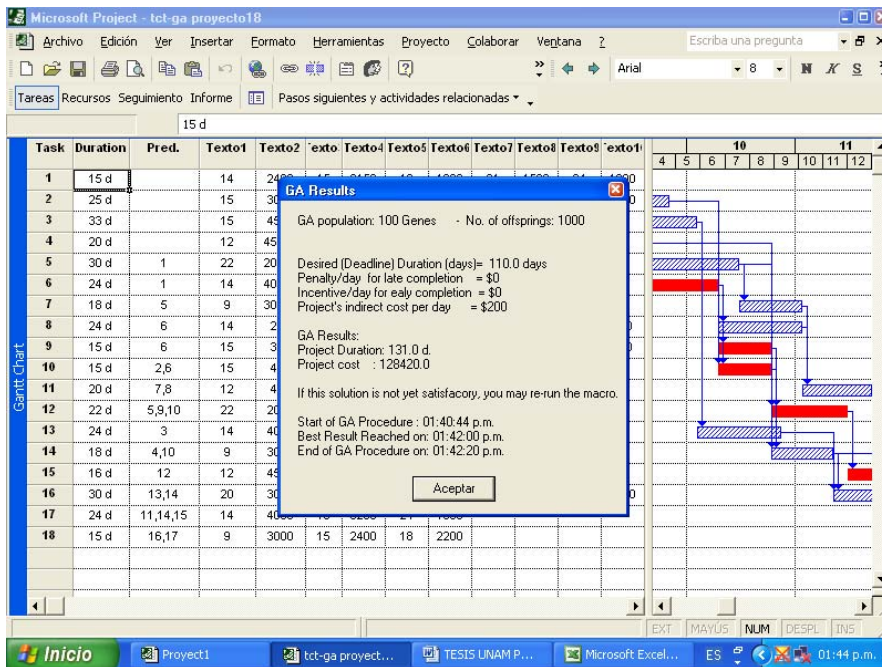 Microsoft Project - tct-ga proyecto18
Archivo Edición Ver Insertar Formato Herramientas Proyecto Colaborar Ventana ? Escriba una pregunta
Arial 8 N K S
Tareas Recursos Seguimiento Informe Pasos siguientes y actividades relacionadas
15 d
Task Duration Pred. Texto1 Texto2 Texto4 Texto5 Texto6 Texto7 Texto8 Texto9 10 11
4 5 6 7 8 9 10 11 12
1 15 d 14
2 25 d 15
3 33 d 15
4 20 d 12
5 30 d 1 22
6 24 d 1 14
7 18 d 5 9
8 24 d 6 14
9 15 d 6 15
10 15 d 2,6 15
11 20 d 7,8 12
12 22 d 5,9,10 22
13 24 d 3 14
14 18 d 4,10 9
15 16 d 12 12
16 30 d 13,14 20
17 24 d 11,14,15 14
18 15 d 16,17 9 3000 15 2400 18 2200
Gantt Chart
GA Results
GA population: 100 Genes - No. of offsprings: 1000
Desired (Deadline) Duration (days)= 110.0 days
Penalty/day for late completion = $0
Incentive/day for ealy completion = $0
Project's indirect cost per day = $200
GA Results:
Project Duration: 131.0 d.
Project cost : 128420.0
If this solution is not yet satisfacory, you may re-run the macro.
Start of GA Procedure : 01:40:44 p.m.
Best Result Reached on: 01:42:00 p.m.
End of GA Procedure on: 01:42:20 p.m.
Aceptar
EXT MAYÚS NUM DESPL INS
Inicio Proyect1 tct-ga proyect... TESIS UNAM P... Microsoft Excel... ES 01:44 p.m.